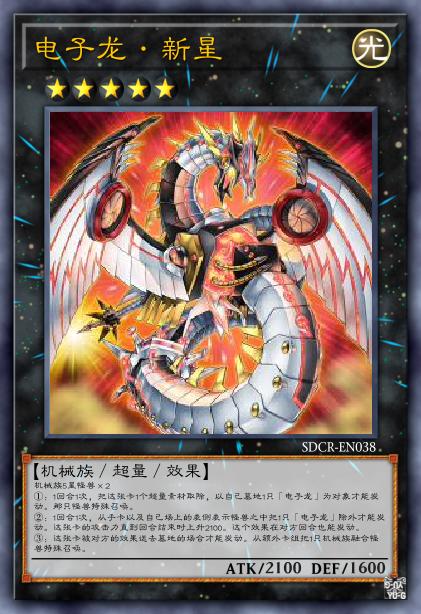 电子龙·新星
光
SDCR-EN038
【机械族/超量/效果】
机械族5星怪兽×2
①：1回合1次，把这张卡1个超量素材取除，以自己墓地1只「电子龙」为对象才能发
动。那只怪兽特殊召唤。
②：1回合1次，从手卡以及自己场上的表侧表示怪兽之中把1只「电子龙」除外才能发
动。这张卡的攻击力直到回合结束时上升2100。这个效果在对方回合也能发动。
③：这张卡被对方的效果送去墓地的场合才能发动。从额外卡组把1只机械族融合怪
兽特殊召唤。
ATK/2100 DEF/1600